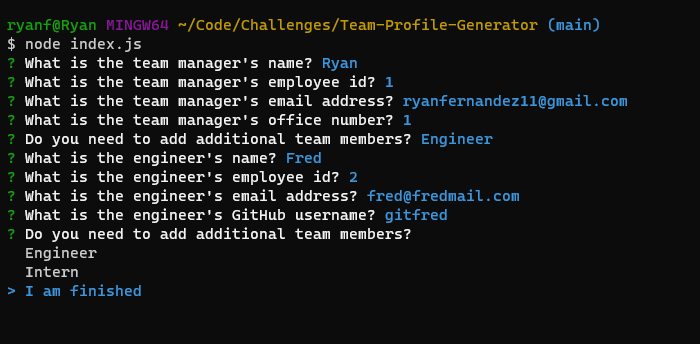 ryanf@Ryan MINGW64 ~/Code/Challenges/Team-Profile-Generator (main)
$ node index.js
? What is the team manager's name? Ryan
? What is the team manager's employee id? 1
? What is the team manager's email address? ryanfernandez11@gmail.com
? What is the team manager's office number? 1
? Do you need to add additional team members? Engineer
? What is the engineer's name? Fred
? What is the engineer's employee id? 2
? What is the engineer's email address? fred@fredmail.com
? What is the engineer's GitHub username? gitfred
? Do you need to add additional team members?
  Engineer
  Intern
> I am finished